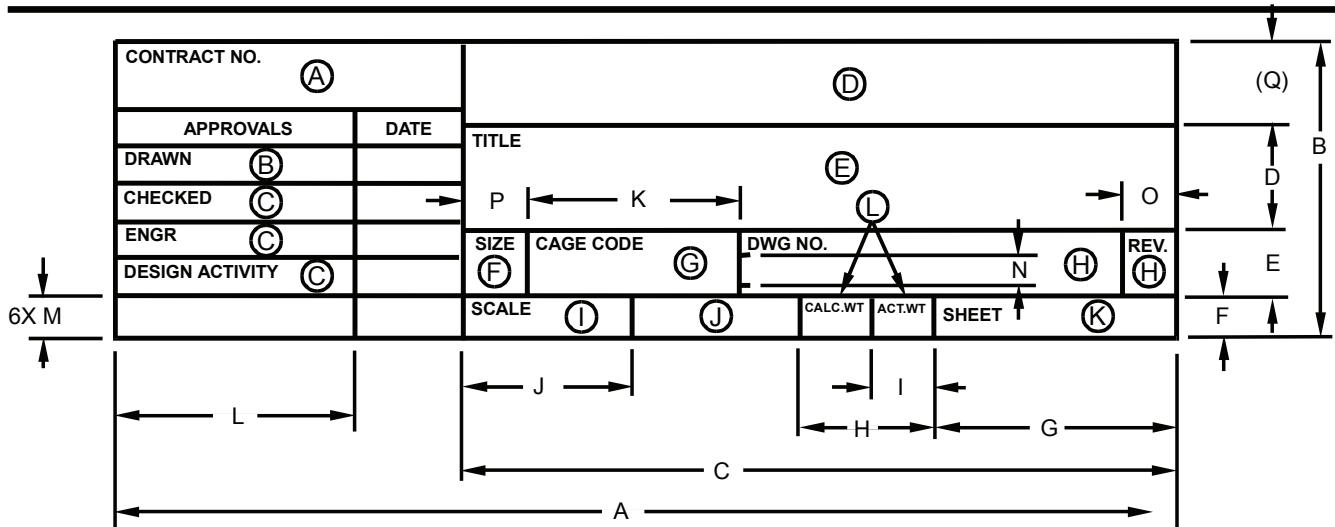 CONTRACT NO.
A
D
(Q)
B
APPROVALS
DATE
TITLE
DRAWN
B
E
D
CHECKED
C
P
K
L
O
ENGR
C
SIZE
CAGE CODE
DWG NO.
REV.
F
G
N
H
H
E
DESIGN ACTIVITY
C
6X M
SCALE
I
J
CALC.WT
ACT.WT
SHEET
K
F
J
I
L
H
G
C
A